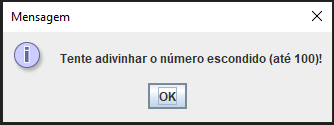 Mensagem
Tente adivinhar o número escondido (até 100)!
OK